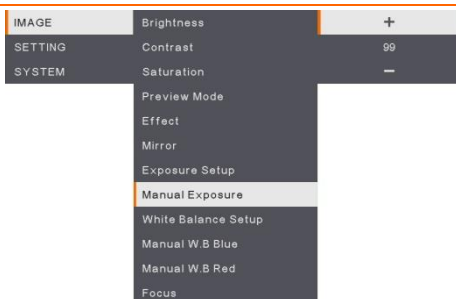 IMAGE
SETTING
SYSTEM
Brightness
Contrast
Saturation
Preview Mode
Effect
Mirror
Exposure Setup
Manual Exposure
White Balance Setup
Manual W.B Blue
Manual W.B Red
Focus
+
99
−